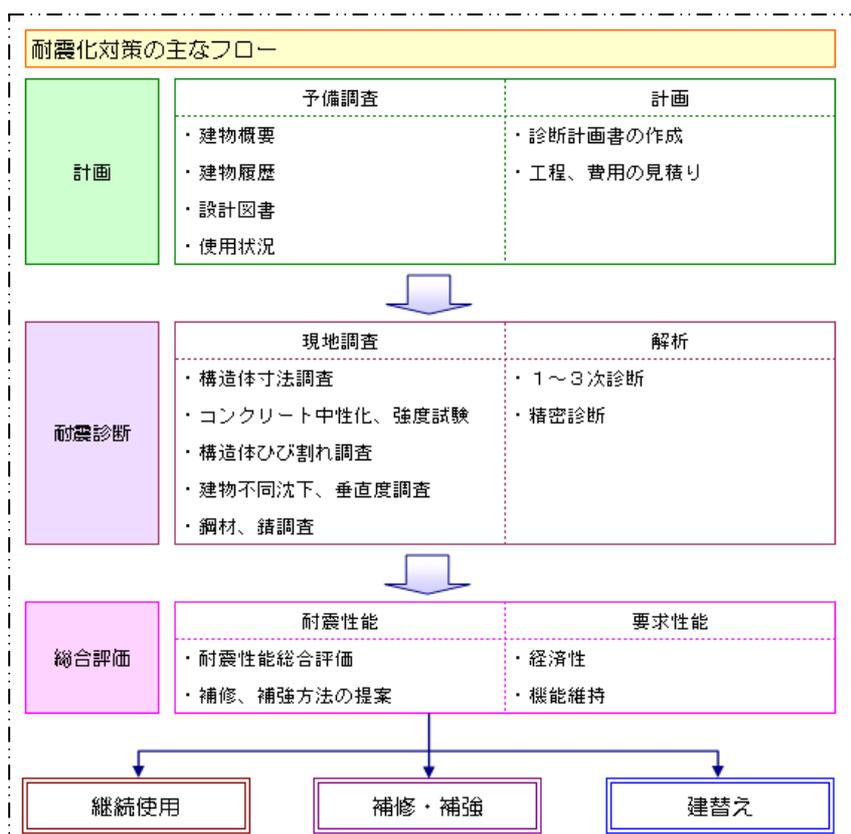 耐震化対策の主なフロー
計画
予備調査
・建物概要
・建物履歴
・設計図書
・使用状況
計画
・診断計画書の作成
・工程、費用の見積り
耐震診断
現地調査
・構造体寸法調査
・コンクリート中性化、強度試験
・構造体ひび割れ調査
・建物不同沈下、垂直度調査
・鋼材、錆調査
解析
・１～３次診断
・精密診断
総合評価
耐震性能
・耐震性能総合評価
・補修、補強方法の提案
要求性能
・経済性
・機能維持
継続使用
補修・補強
建替え